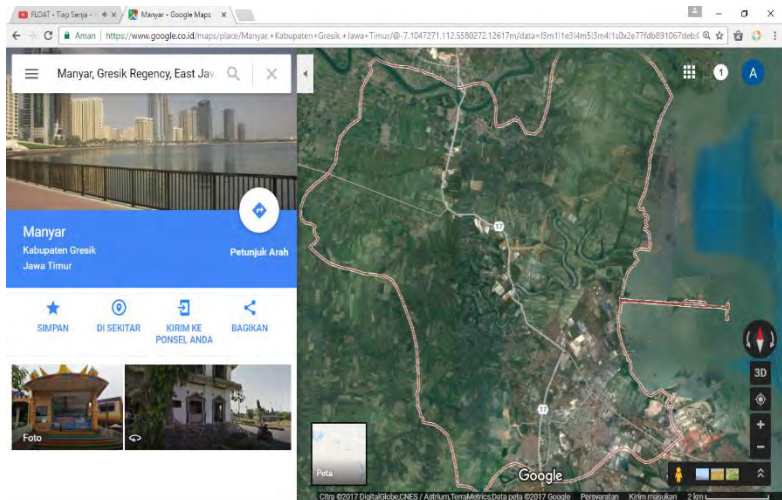 FLOAT - Tiap Senja -
Manyar - Google Maps
Aman
https://www.google.co.id/maps/place/Manyar,+Kabupaten+Gresik,+Jawa+Timur/@-7.1047271,112.5580272,12617m/data=!3m1!1e3!4m5!3m4!1s0x2e77fdb891067deb:
Manyar, Gresik Regency, East Jav
1
A
Manyar
Kabupaten Gresik
Jawa Timur
Petunjuk Arah
SIMPAN
DI SEKITAR
KIRIM KE
PONSEL ANDA
BAGIKAN
Foto
17
17
3D
Peta
Google
Citra ©2017 DigitalGlobe,CNES / Astrium,TerraMetrics,Data peta ©2017 Google
Persyaratan
Kirim masukan
2 km